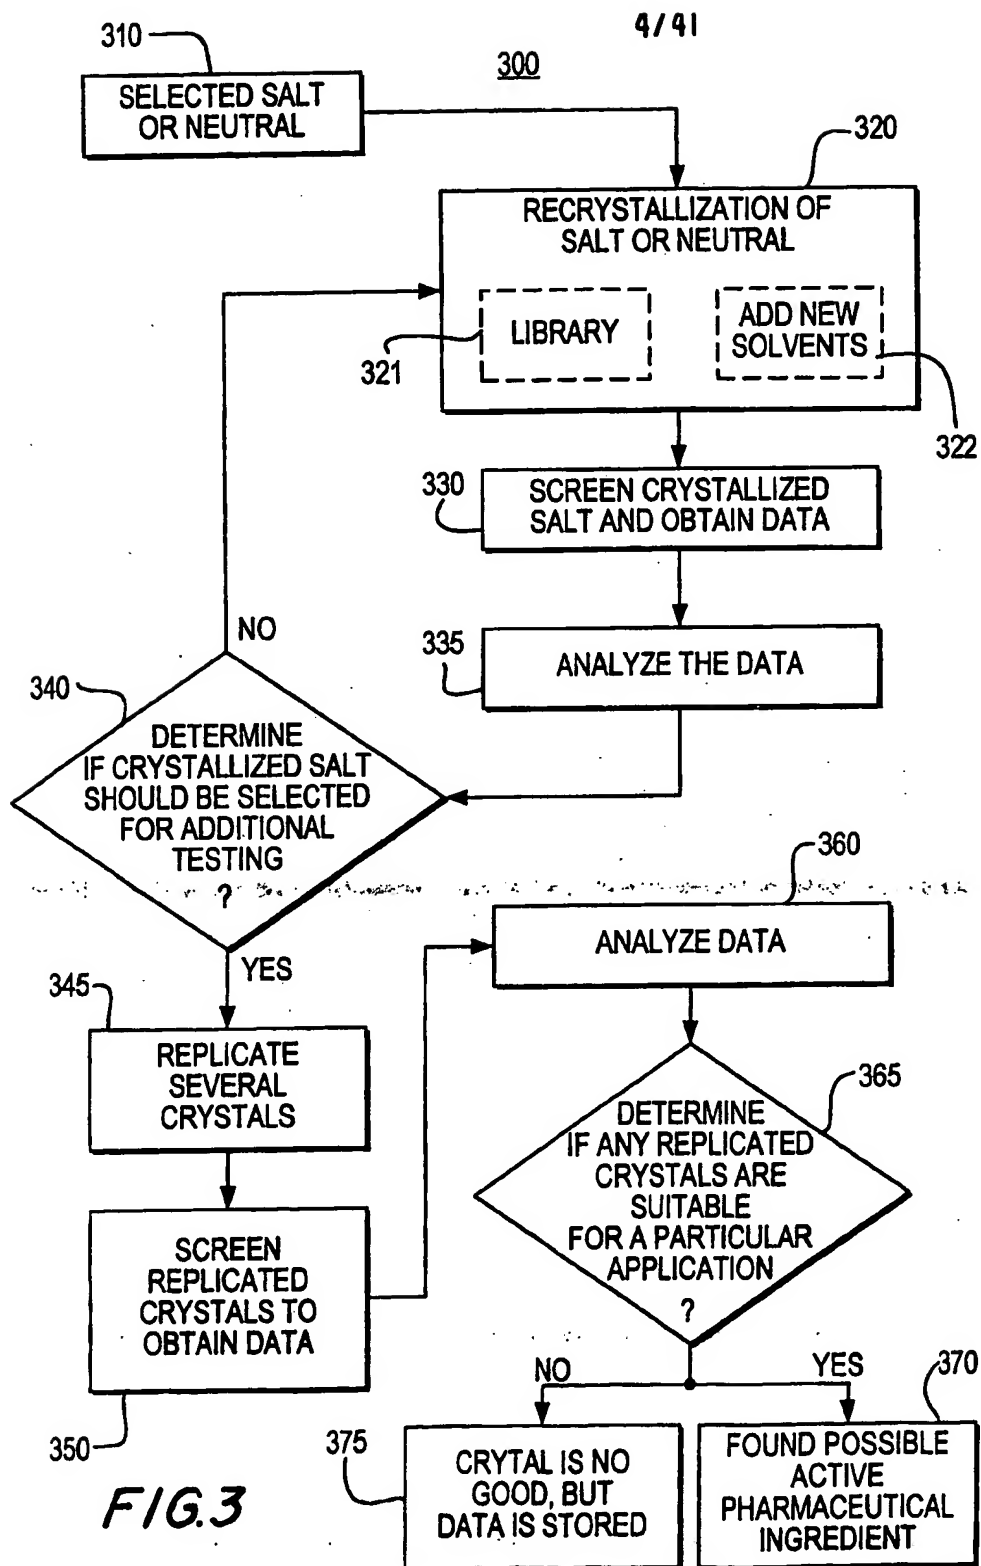 4/41
300
310
SELECTED SALT
OR NEUTRAL
320
RECRYSTALLIZATION OF
SALT OR NEUTRAL
LIBRARY
321
ADD NEW
SOLVENTS
322
330
SCREEN CRYSTALLIZED
SALT AND OBTAIN DATA
335
ANALYZE THE DATA
NO
340
DETERMINE
IF CRYSTALLIZED SALT
SHOULD BE SELECTED
FOR ADDITIONAL
TESTING
?
YES
345
REPLICATE
SEVERAL
CRYSTALS
SCREEN
REPLICATED
CRYSTALS TO
OBTAIN DATA
350
360
ANALYZE DATA
365
DETERMINE
IF ANY REPLICATED
CRYSTALS ARE
SUITABLE
FOR A PARTICULAR
APPLICATION
?
NO
YES
375
CRYTAL IS NO
GOOD, BUT
DATA IS STORED
370
FOUND POSSIBLE
ACTIVE
PHARMACEUTICAL
INGREDIENT
FIG.3